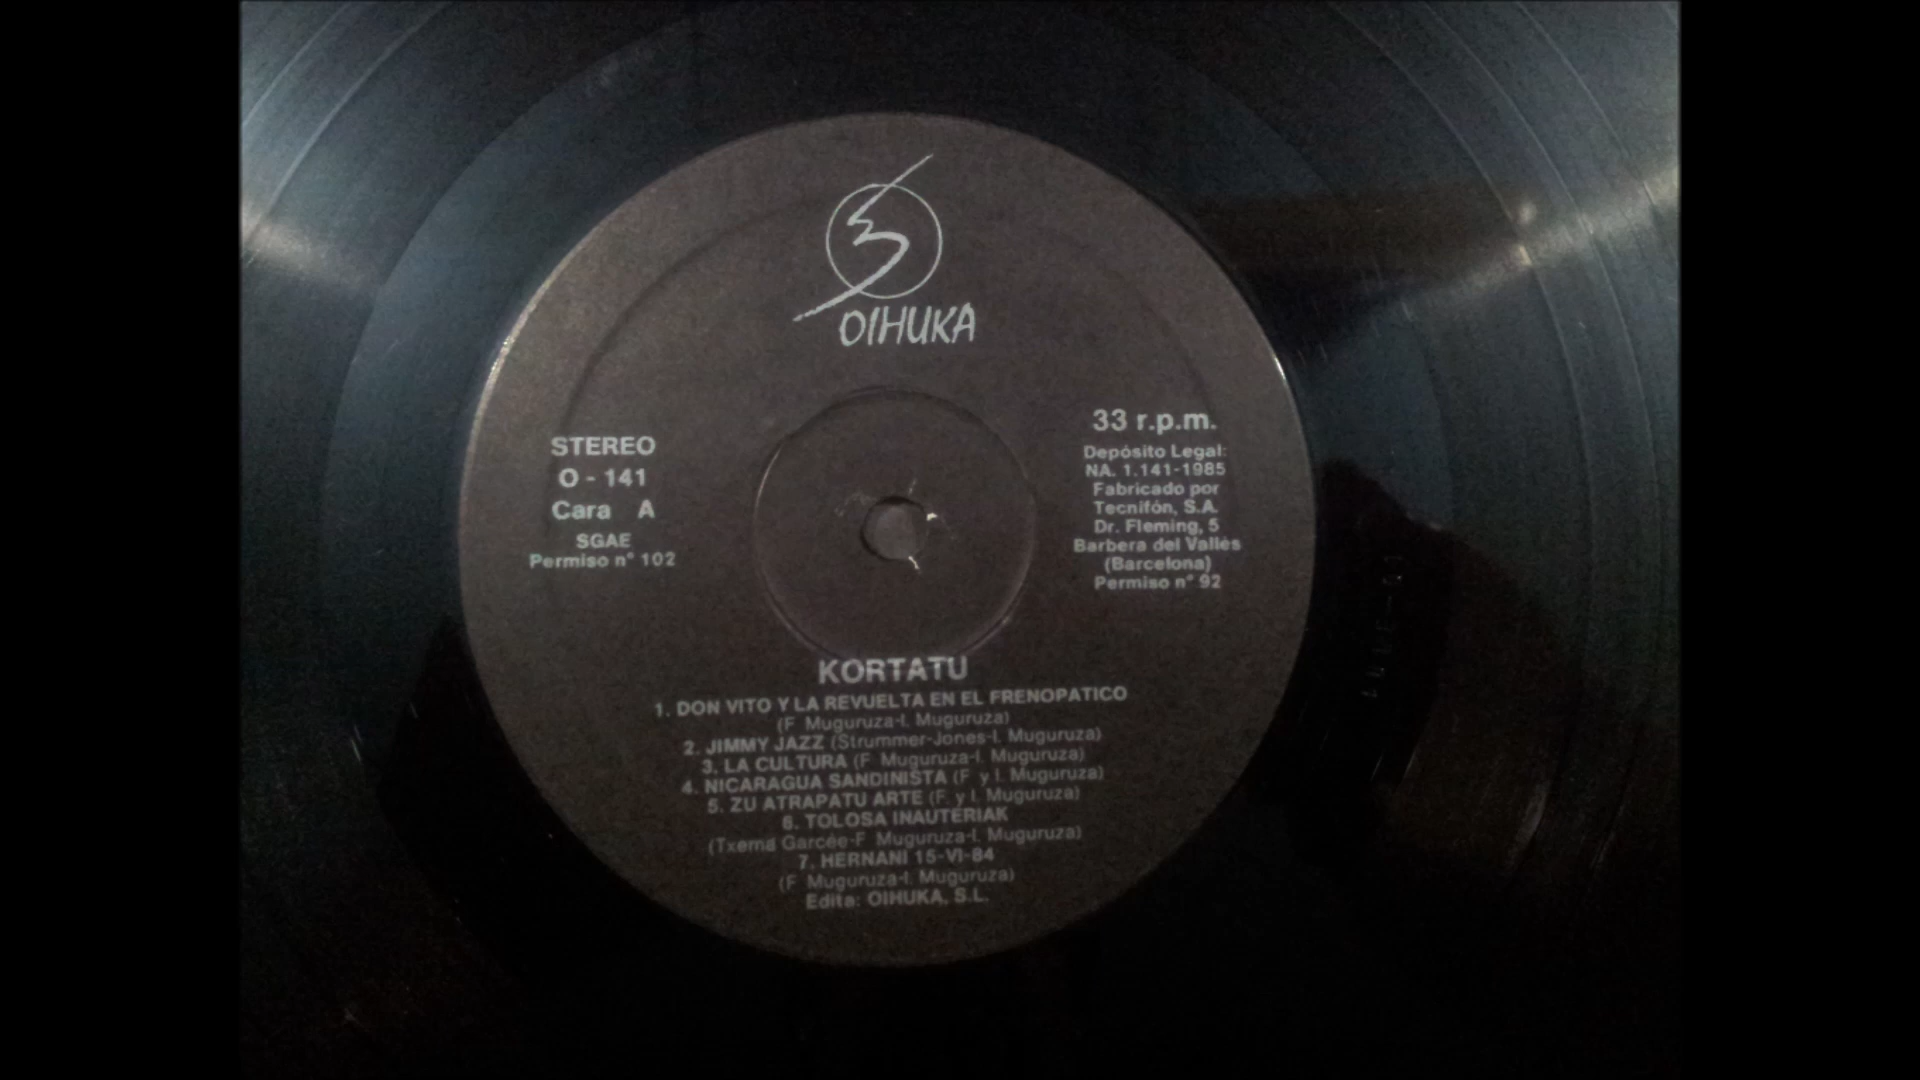 OIHUKA
STEREO
O - 141
Cara A
SGAE
Permiso n° 102
33 r.p.m.
Depósito Legal:
NA. 1.141-1985
Fabricado por
Tecnifón, S.A.
Dr. Fleming, 5
Barbera del Vallés
(Barcelona)
Permiso n° 92
KORTATU
1. DON VITO Y LA REVUELTA EN EL FRENOPATICO
(F. Muguruza-I. Muguruza)
2. JIMMY JAZZ (Strummer-Jones-I. Muguruza)
3. LA CULTURA (F. Muguruza-I. Muguruza)
4. NICARAGUA SANDINISTA (F. y I. Muguruza)
5. ZU ATRAPATU ARTE (F. y I. Muguruza)
6. TOLOSA INAUTERIAK
(Txema Garcée-F. Muguruza-I. Muguruza)
7. HERNANI 15-VI-84
(F. Muguruza-I. Muguruza)
Edita: OIHUKA, S.L.